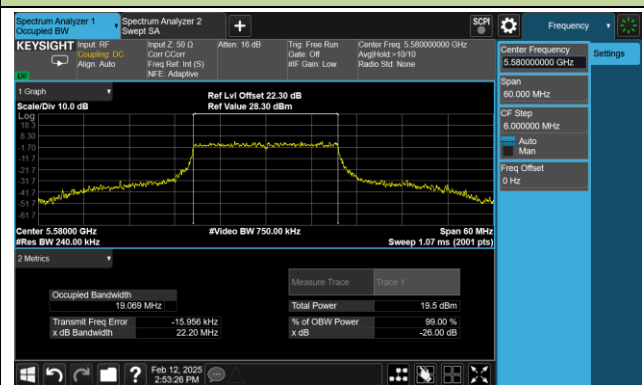 Spectrum Analyzer 1
Occupied BW
Spectrum Analyzer 2
Swept SA
SCPI
Frequency
KEYSIGHT
Input: RF
Coupling: DC
Align: Auto
Input Z: 50 Ω
Corr CCorr
Freq Ref: Int (S)
NFE: Adaptive
Atten: 16 dB
Trig: Free Run
Gate: Off
#IF Gain: Low
Center Freq: 5.580000000 GHz
Avg|Hold:>10/10
Radio Std: None
Center Frequency
5.580000000 GHz
Settings
Span
60.000 MHz
CF Step
6.000000 MHz
Auto
Man
Freq Offset
0 Hz
1 Graph
Scale/Div 10.0 dB
Ref Lvl Offset 22.30 dB
Ref Value 28.30 dBm
Log
18.3
8.30
-1.70
-11.7
-21.7
-31.7
-41.7
-51.7
-61.7
Center 5.58000 GHz
#Res BW 240.00 kHz
#Video BW 750.00 kHz
Span 60 MHz
Sweep 1.07 ms (2001 pts)
2 Metrics
Measure Trace
Trace 1
Occupied Bandwidth
19.069 MHz
Total Power
19.5 dBm
Transmit Freq Error
-15.956 kHz
% of OBW Power
99.00 %
x dB Bandwidth
22.20 MHz
x dB
-26.00 dB
Feb 12, 2025
2:53:26 PM